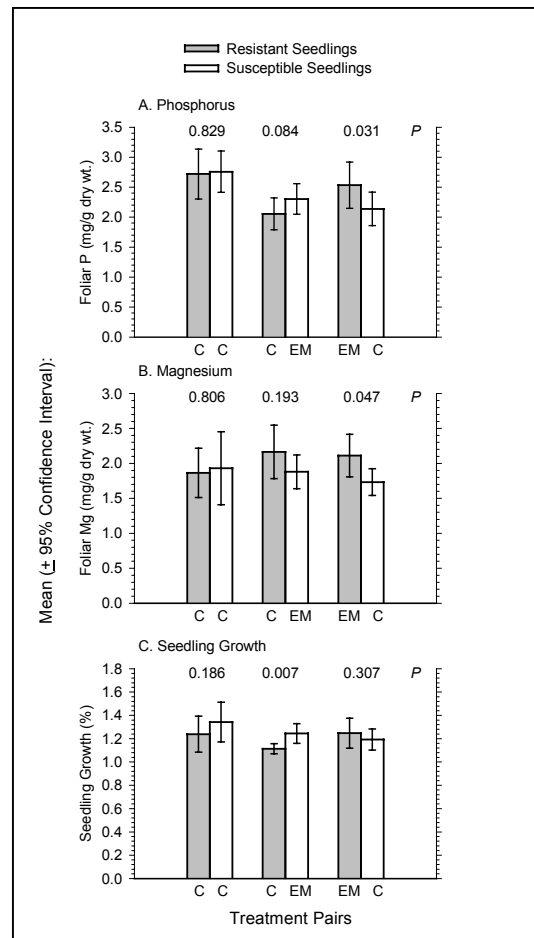 Resistant Seedlings
Susceptible Seedlings
A. Phosphorus
0.829 0.084 0.031 P
3.5
3.0
2.5
2.0
1.5
1.0
0.5
0.0
Foliar P (mg/g dry wt.)
C C C EM EM C
B. Magnesium
0.806 0.193 0.047 P
3.0
2.5
2.0
1.5
1.0
0.5
0.0
Foliar Mg (mg/g dry wt.)
C C C EM EM C
Mean (± 95% Confidence Interval):
C. Seedling Growth
0.186 0.007 0.307 P
1.8
1.6
1.4
1.2
1.0
0.8
0.6
0.4
0.2
0.0
Seedling Growth (%)
C C C EM EM C
Treatment Pairs